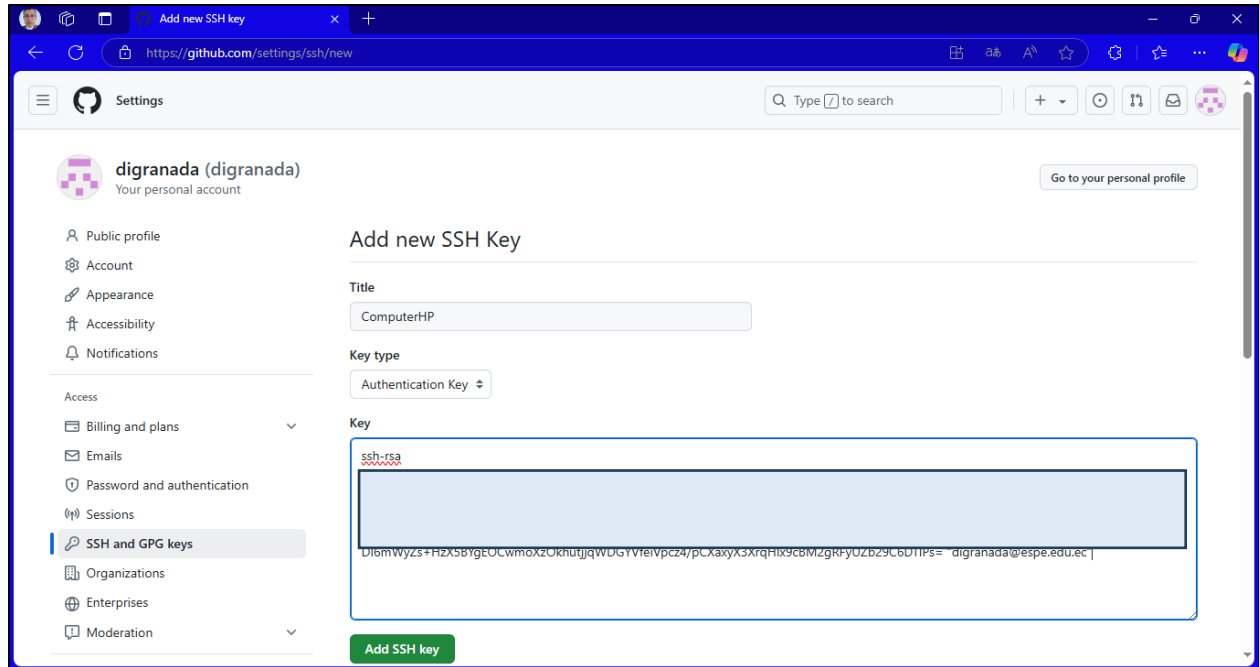 Add new SSH key
https://github.com/settings/ssh/new
Settings
Type / to search
digranada (digranada)
Your personal account
Go to your personal profile
Public profile
Account
Appearance
Accessibility
Notifications
Access
Billing and plans
Emails
Password and authentication
Sessions
SSH and GPG keys
Organizations
Enterprises
Moderation
Add new SSH Key
Title
ComputerHP
Key type
Authentication Key
Key
ssh-rsa
"digranada@espe.edu.ec"
Add SSH key